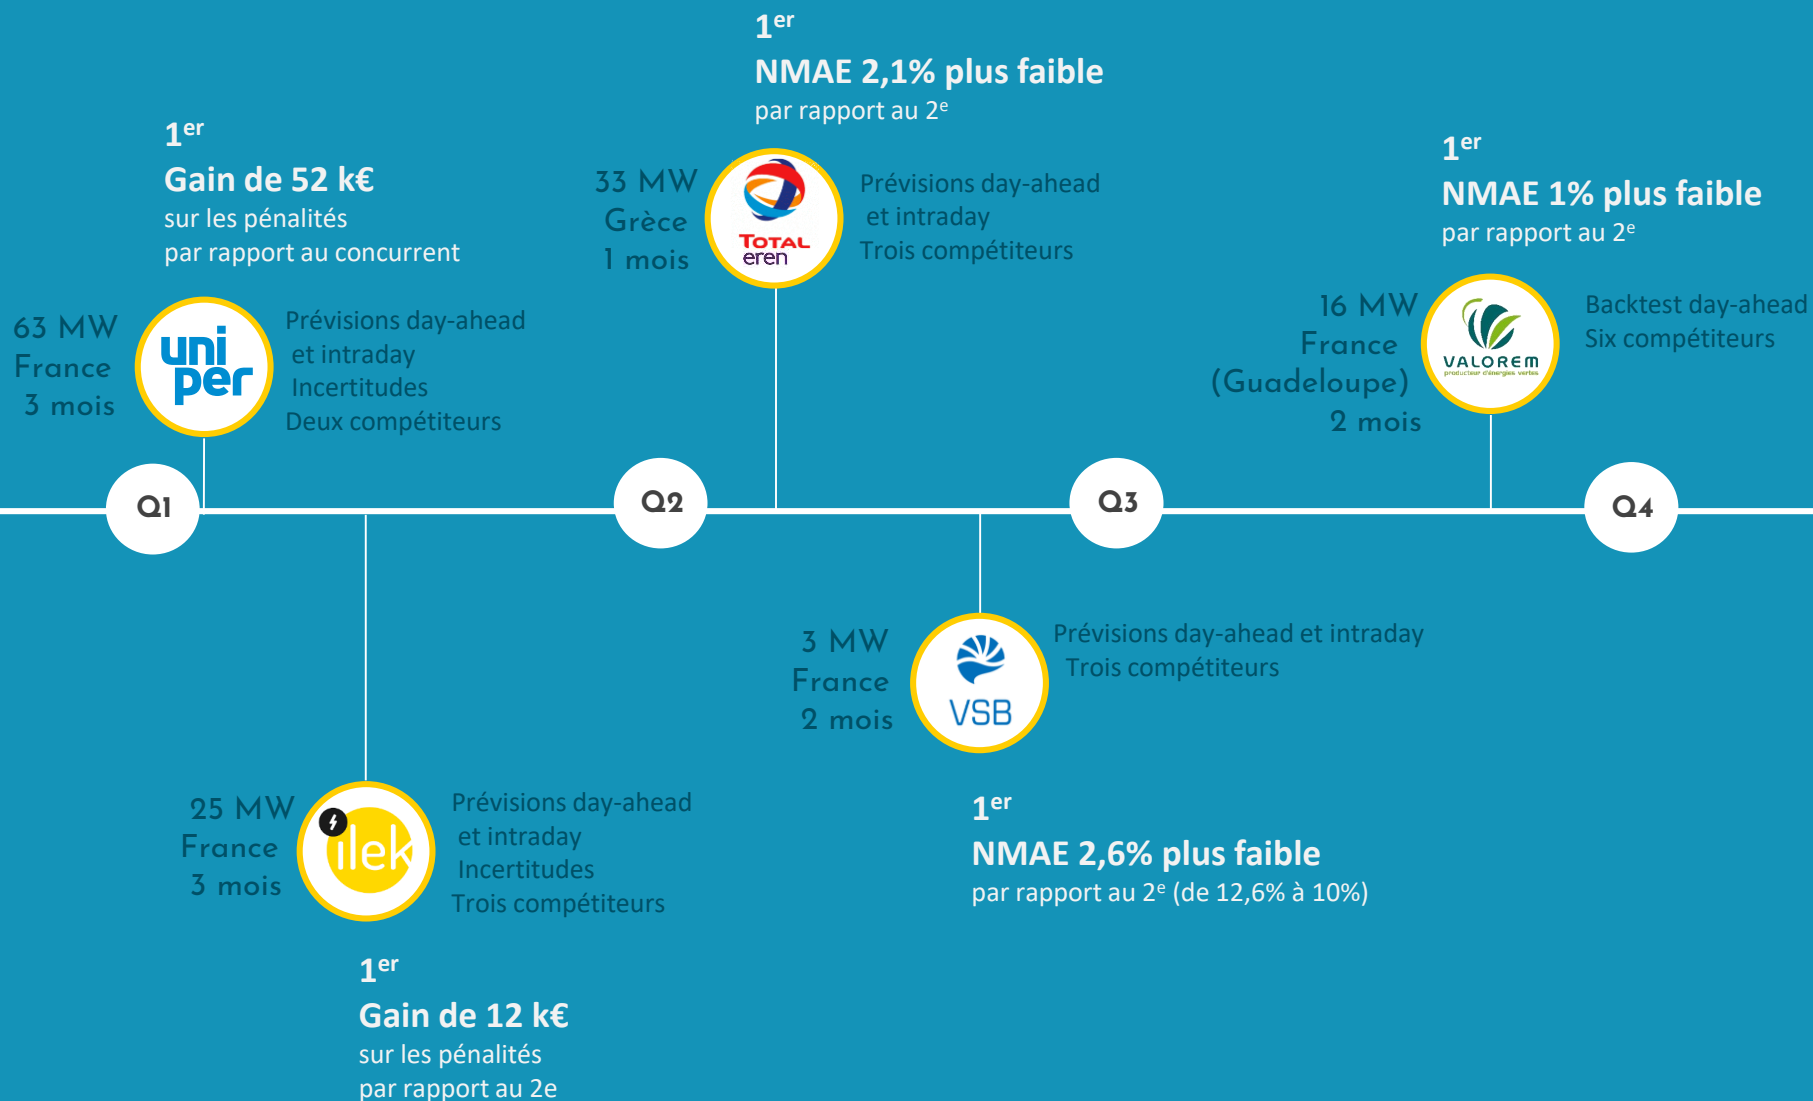 1er
Gain de 52 k€
sur les pénalités
par rapport au concurrent
63 MW
France
3 mois
uni
per
Prévisions day-ahead
et intraday
Incertitudes
Deux compétiteurs
1er
NMAE 2,1% plus faible
par rapport au 2e
33 MW
Grèce
1 mois
TOTAL
eren
Prévisions day-ahead
et intraday
Trois compétiteurs
1er
NMAE 1% plus faible
par rapport au 2e
16 MW
France
(Guadeloupe)
2 mois
VALOREM
producteur d'énergies vertes
Backtest day-ahead
Six compétiteurs
Q1
Q2
Q3
Q4
25 MW
France
3 mois
ilek
Prévisions day-ahead
et intraday
Incertitudes
Trois compétiteurs
1er
Gain de 12 k€
sur les pénalités
par rapport au 2e
3 MW
France
2 mois
VSB
Prévisions day-ahead et intraday
Trois compétiteurs
1er
NMAE 2,6% plus faible
par rapport au 2e (de 12,6% à 10%)